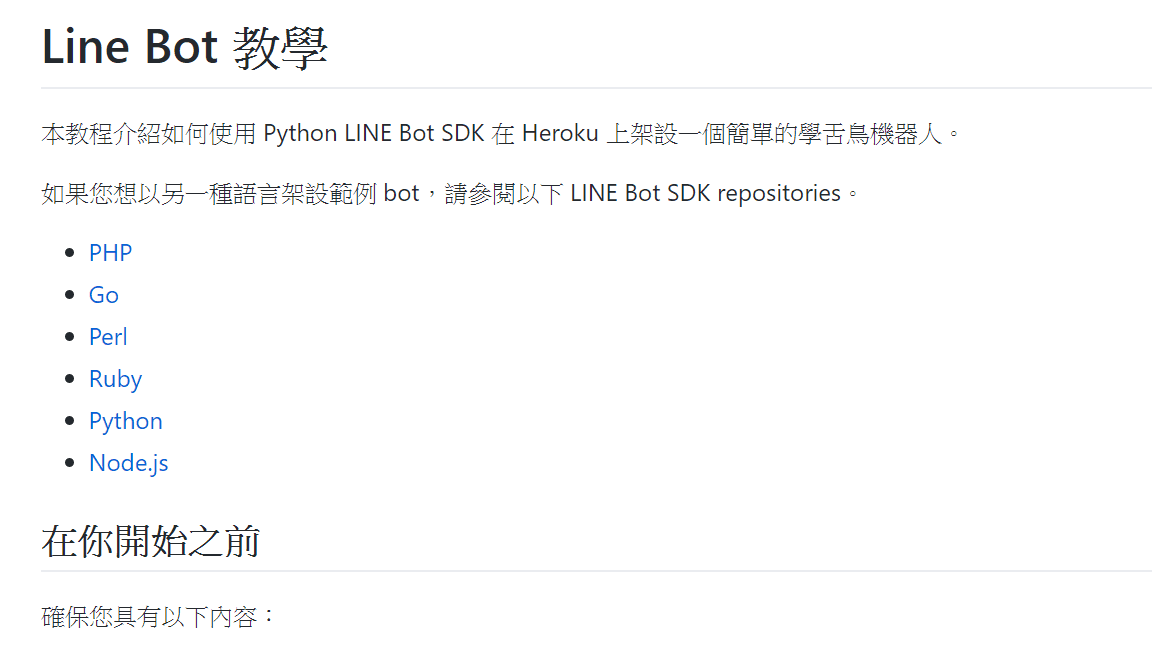 Line Bot 教學
本教程介紹如何使用 Python LINE Bot SDK 在 Heroku 上架設一個簡單的學舌鳥機器人。
如果您想以另一種語言架設範例 bot，請參閱以下 LINE Bot SDK repositories。
PHP
Go
Perl
Ruby
Python
Node.js
在你開始之前
確保您具有以下內容：